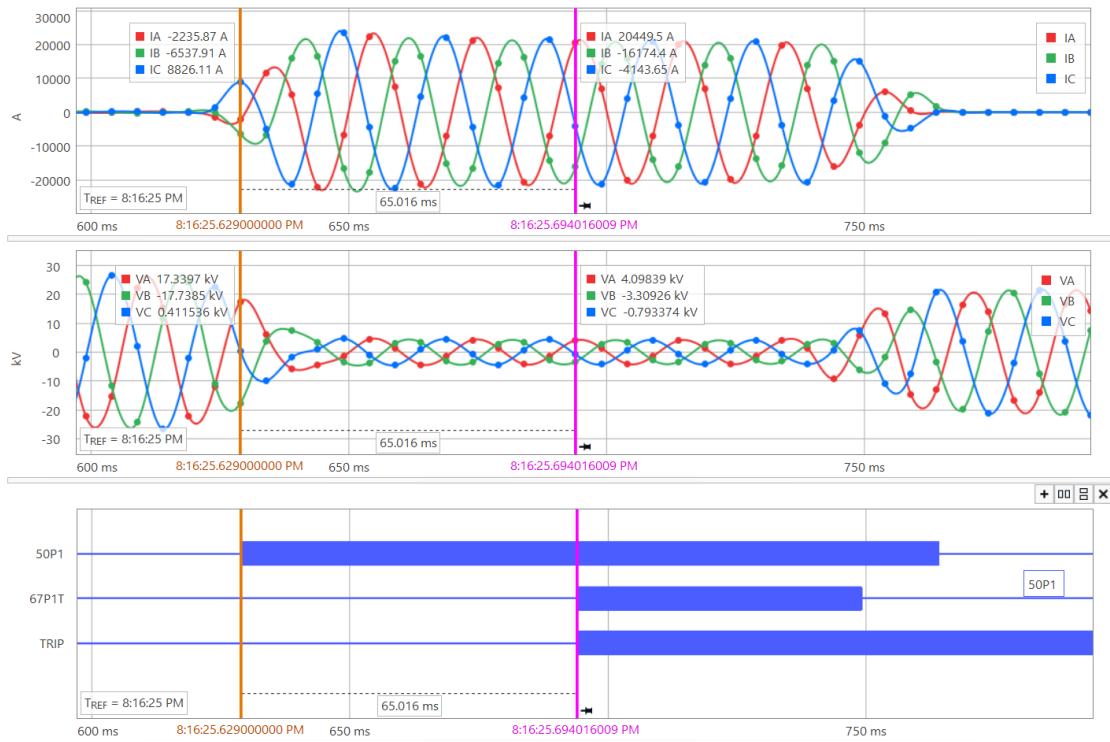 30000
20000
10000
0
-10000
-20000
A
IA -2235.87 A
IB -6537.91 A
IC 8826.11 A
IA 20449.5 A
IB -16174.4 A
IC -4143.65 A
IA
IB
IC
TREF = 8:16:25 PM
65.016 ms
600 ms
8:16:25.629000000 PM
650 ms
8:16:25.694016009 PM
750 ms
30
20
10
0
-10
-20
-30
kV
VA 17.3397 kV
VB -17.7385 kV
VC 0.411536 kV
VA 4.09839 kV
VB -3.30926 kV
VC -0.793374 kV
VA
VB
VC
TREF = 8:16:25 PM
65.016 ms
600 ms
8:16:25.629000000 PM
650 ms
8:16:25.694016009 PM
750 ms
50P1
67P1T
TRIP
50P1
TREF = 8:16:25 PM
65.016 ms
600 ms
8:16:25.629000000 PM
650 ms
8:16:25.694016009 PM
750 ms